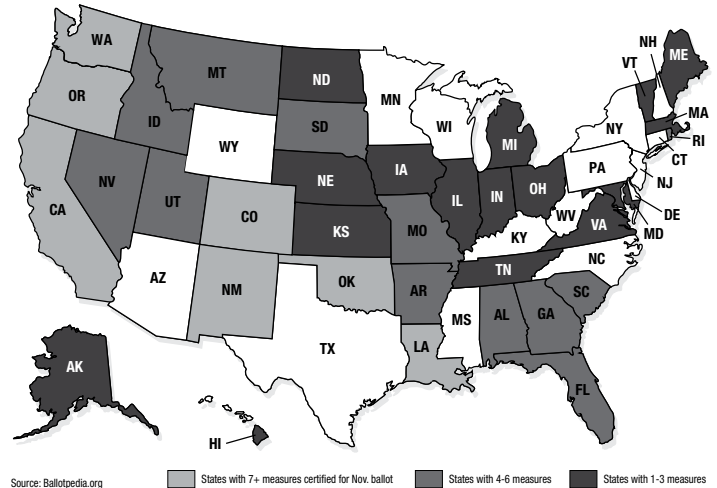 NH
ME
VT
WA
MT
ND
MN
OR
ID
SD
WI
MI
NY
MA
RI
CT
WY
IA
PA
NJ
NV
NE
IL
IN
OH
DE
MD
CA
UT
CO
KS
MO
KY
WV
VA
AZ
NM
OK
AR
TN
NC
SC
MS
AL
GA
TX
LA
FL
AK
HI
Source: Ballotpedia.org
States with 7+ measures certified for Nov. ballot
States with 4-6 measures
States with 1-3 measures